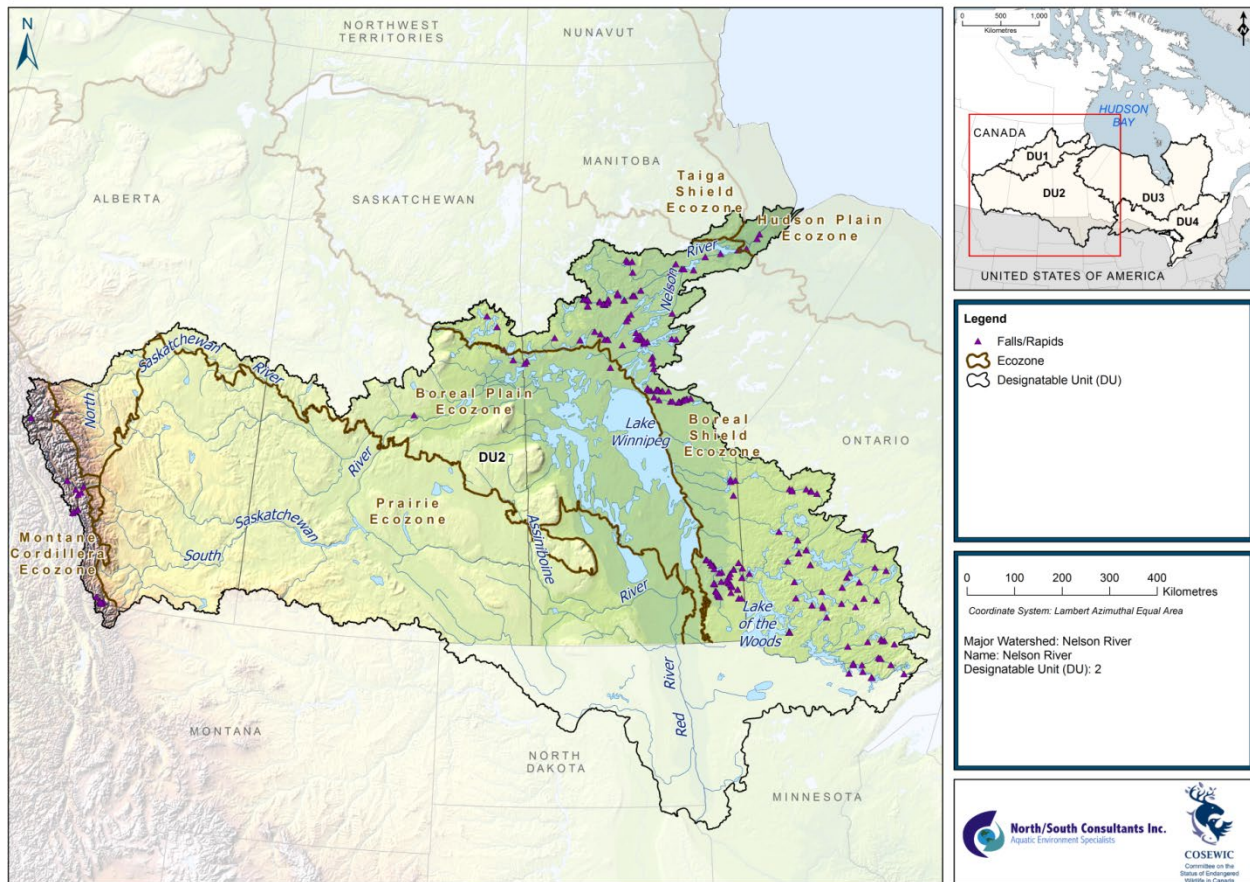 N
NORTHWEST
TERRITORIES
NUNAVUT
MANITOBA
SASKATCHEWAN
ALBERTA
Taiga
Shield
Ecozone
Hudson Plain
Ecozone
River
Nelson
Saskatchewan
River
North
Boreal Plain
Ecozone
Lake
Winnipeg
Boreal
Shield
Ecozone
ONTARIO
DU2
River
Prairie
Ecozone
Saskatchewan
South
Assiniboine
River
Montane
Cordillera
Ecozone
Lake
of the
Woods
River
Red
MONTANA
NORTH
DAKOTA
MINNESOTA
0 500 1,000
Kilometres
N
HUDSON
BAY
CANADA
DU1
DU2
DU3
DU4
UNITED STATES OF AMERICA
Legend
Falls/Rapids
Ecozone
Designatable Unit (DU)
0 100 200 300 400
Kilometres
Coordinate System: Lambert Azimuthal Equal Area
Major Watershed: Nelson River
Name: Nelson River
Designatable Unit (DU): 2
North/South Consultants Inc.
Aquatic Environment Specialists
COSEWIC
Committee on the
Status of Endangered
Wildlife in Canada